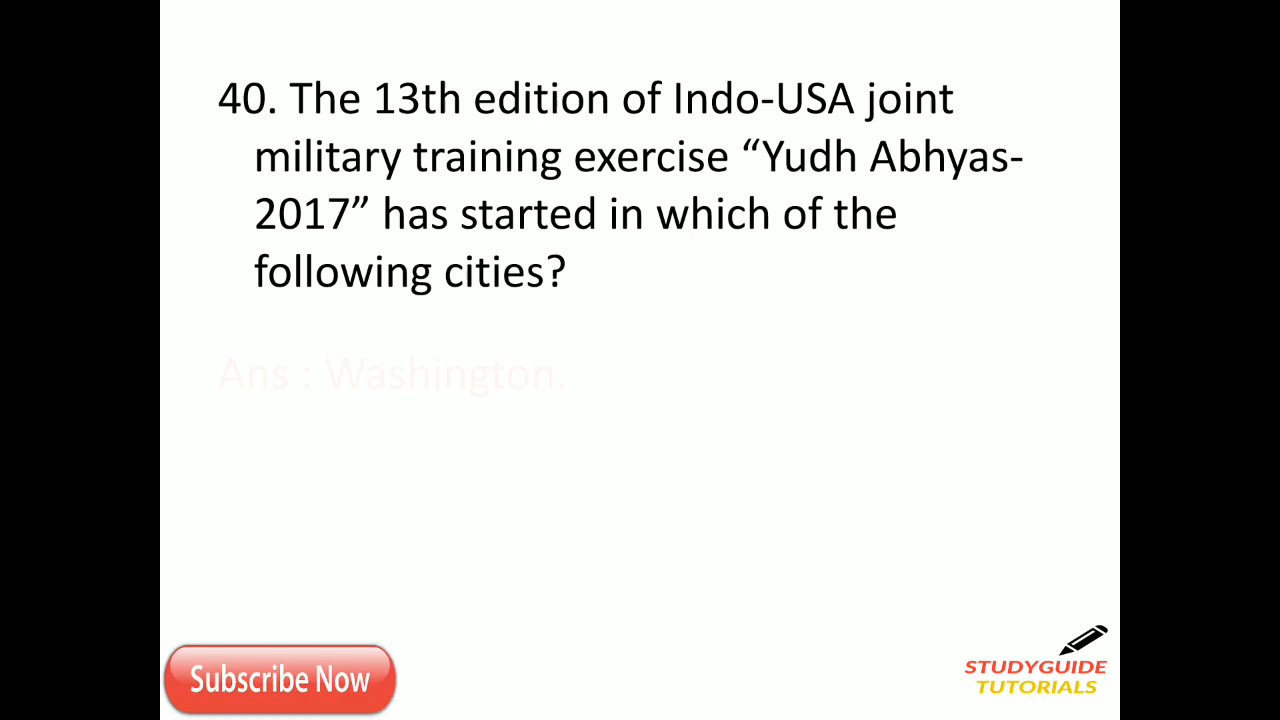 40. The 13th edition of Indo-USA joint
military training exercise “Yudh Abhyas-
2017” has started in which of the
following cities?
Ans : Washington.
Subscribe Now
STUDYGUIDE
TUTORIALS